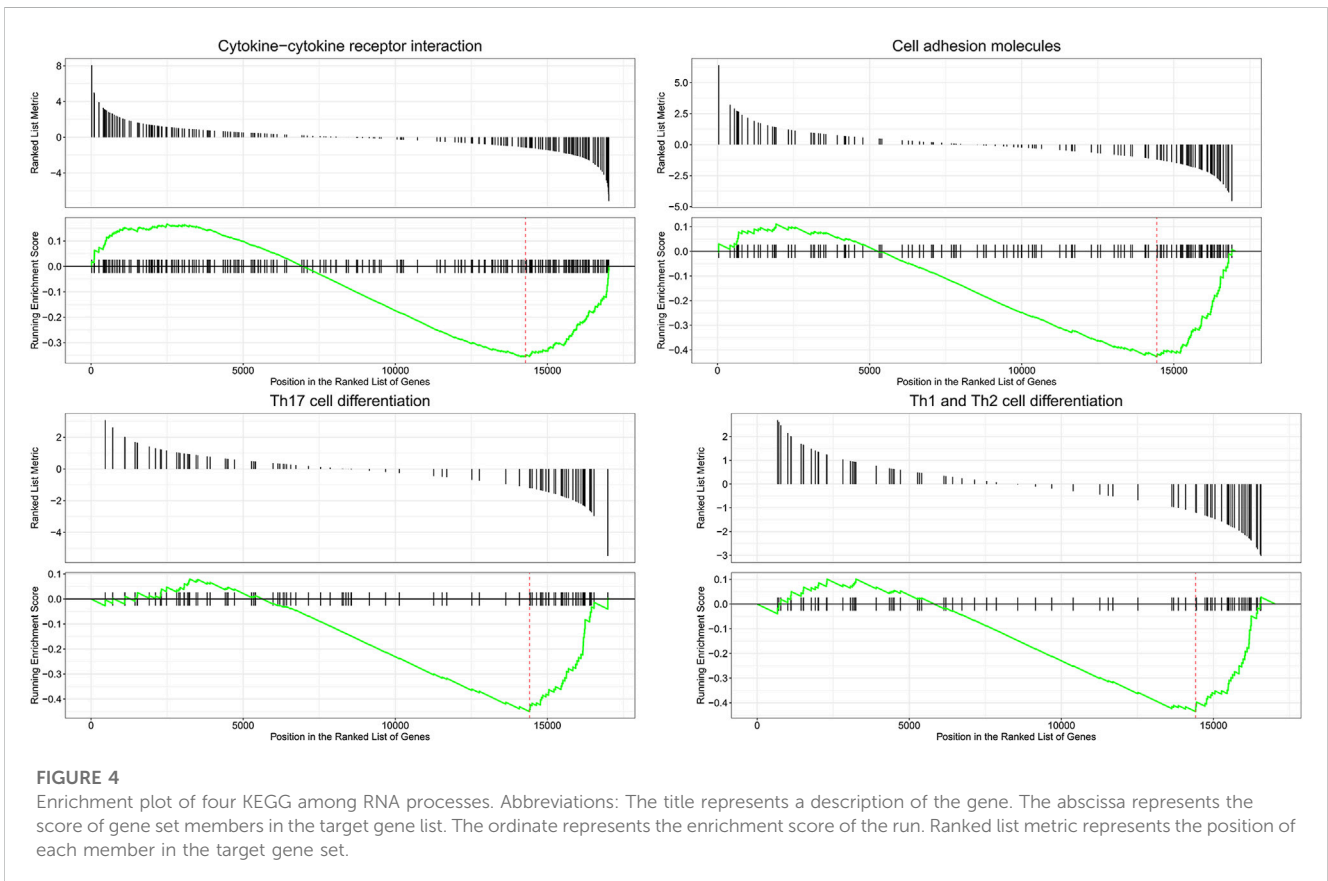 Cytokine−cytokine receptor interaction
8
4
0
−4
Ranked List Metric
0.1
0.0
−0.1
−0.2
−0.3
Running Enrichment Score
0
5000
10000
15000
Position in the Ranked List of Genes
Cell adhesion molecules
5.0
2.5
0.0
−2.5
−5.0
Ranked List Metric
0.1
0.0
−0.1
−0.2
−0.3
−0.4
Running Enrichment Score
0
5000
10000
15000
Position in the Ranked List of Genes
Th17 cell differentiation
2
0
−2
−4
Ranked List Metric
0.1
0.0
−0.1
−0.2
−0.3
−0.4
Running Enrichment Score
0
5000
10000
15000
Position in the Ranked List of Genes
Th1 and Th2 cell differentiation
2
1
0
−1
−2
−3
Ranked List Metric
0.1
0.0
−0.1
−0.2
−0.3
−0.4
Running Enrichment Score
0
5000
10000
15000
Position in the Ranked List of Genes
FIGURE 4
Enrichment plot of four KEGG among RNA processes. Abbreviations: The title represents a description of the gene. The abscissa represents the
score of gene set members in the target gene list. The ordinate represents the enrichment score of the run. Ranked list metric represents the position of
each member in the target gene set.